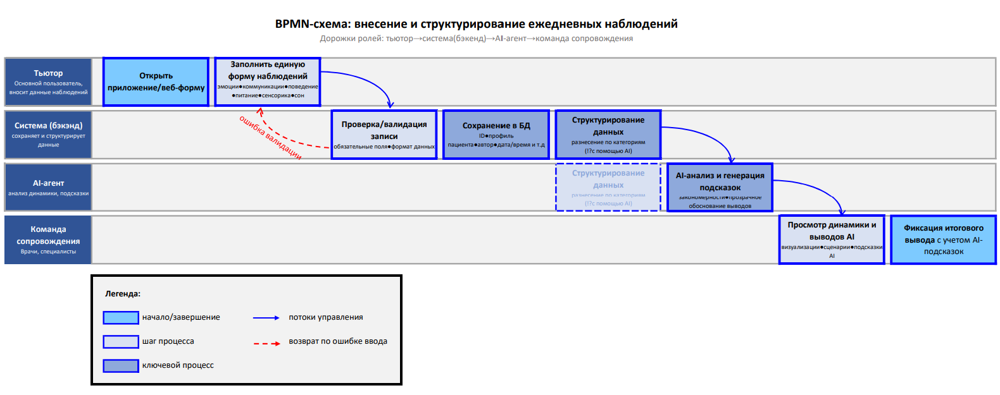 BPMN-схема: внесение и структурирование ежедневных наблюдений
Дорожки ролей: тьютор→система(бэкенд)→AI-агент→команда сопровождения
Тьютор
Основной пользователь,
вносит данные наблюдений
Открыть
приложение/веб-форму
Заполнить единую
форму наблюдений
эмоции●коммуникации●поведение
●питание●сенсорика●сон
ошибка валидации
Система (бэкэнд)
сохраняет и структурирует
данные
Проверка/валидация
записи
обязательные поля●формат данных
Сохранение в БД
ID●профиль
пациента●автор●дата/время и т.д
Структурирование
данных
разнесение по категориям
(!?с помощью AI)
AI-агент
анализ динамики, подсказки
Структурирование
данных
разнесение по категориям
(!?с помощью AI)
AI-анализ и генерация
подсказок
закономерности●прозрачное
обоснование выводов
Команда
сопровождения
Врачи, специалисты
Просмотр динамики и
выводов AI
визуализации●сценарии●подсказки
AI
Фиксация итогового
вывода с учетом AI-
подсказок
Легенда:
начало/завершение
потоки управления
шаг процесса
возврат по ошибке ввода
ключевой процесс